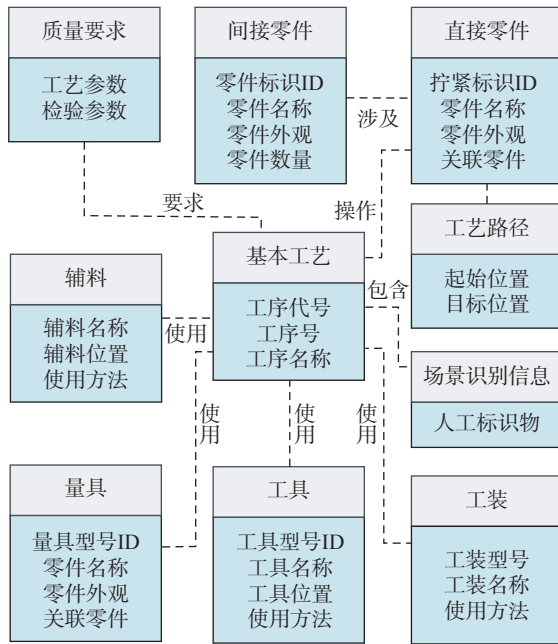 质量要求
工艺参数
检验参数
间接零件
零件标识ID
零件名称
零件外观
零件数量
直接零件
拧紧标识ID
零件名称
零件外观
关联零件
涉及
要求
操作
工艺路径
起始位置
目标位置
基本工艺
工序代号
工序号
工序名称
包含
辅料
辅料名称
辅料位置
使用方法
使用
场景识别信息
人工标识物
使用
使用
使用
量具
量具型号ID
零件名称
零件外观
关联零件
工具
工具型号ID
工具名称
工具位置
使用方法
工装
工装型号
工装名称
使用方法